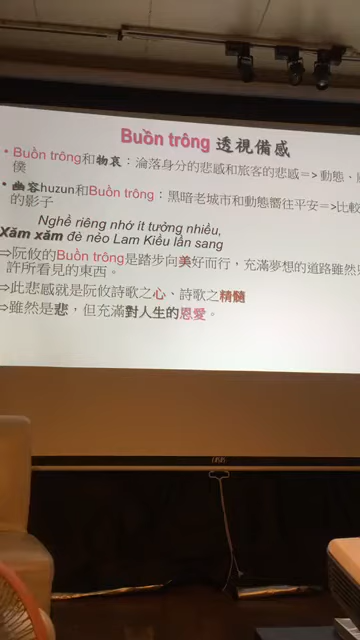 Buồn trông 透視備感
• Buồn trông和物哀：淪落身分的悲感和旅客的悲感＝> 動態、
僕
• 幽容huzun和Buồn trông：黑暗老城市和動態嚮往平安＝>比較
的影子
Nghề riêng nhớ ít tưởng nhiều,
Xăm xăm đè nẻo Lam Kiều lần sang
⇨阮攸的Buồn trông是踏步向美好而行，充滿夢想的道路雖然
許所看見的東西。
⇨此悲感就是阮攸詩歌之心、詩歌之精髓
⇨雖然是悲，但充滿對人生的恩愛。